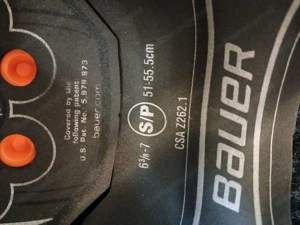 Covered by the
following patent:
U.S. Pat. No. 5,979,973
bauer.com
6⅜-7 S/P 51-55.5cm
CSA Z262.1
BAUER